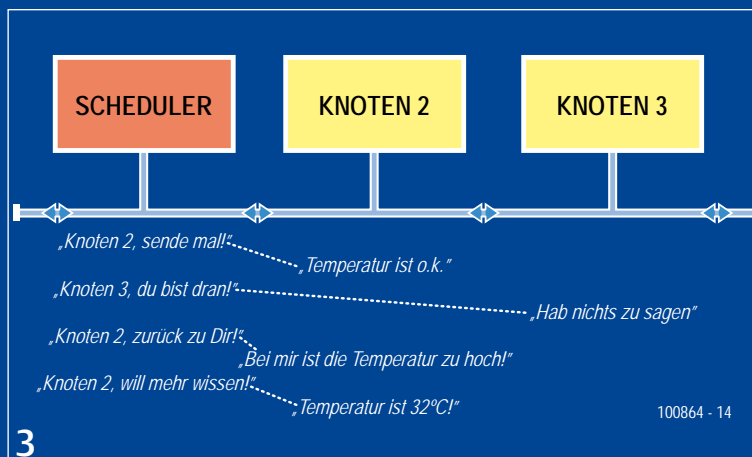 SCHEDULER
KNOTEN 2
KNOTEN 3
„Knoten 2, sende mal!”
„Temperatur ist o.k.”
„Knoten 3, du bist dran!”
„Hab nichts zu sagen”
„Knoten 2, zurück zu Dir!”
„Bei mir ist die Temperatur zu hoch!”
„Knoten 2, will mehr wissen!”
„Temperatur ist 32ºC!”
100864 - 14
3